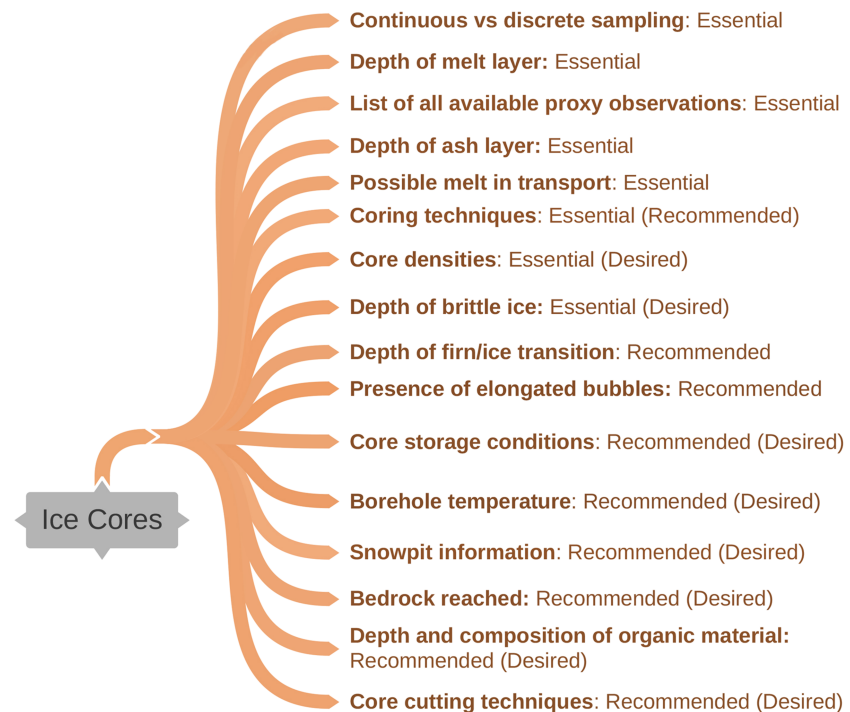 Continuous vs discrete sampling: Essential
Depth of melt layer: Essential
List of all available proxy observations: Essential
Depth of ash layer: Essential
Possible melt in transport: Essential
Coring techniques: Essential (Recommended)
Core densities: Essential (Desired)
Depth of brittle ice: Essential (Desired)
Depth of firn/ice transition: Recommended
Presence of elongated bubbles: Recommended
Core storage conditions: Recommended (Desired)
Ice Cores
Borehole temperature: Recommended (Desired)
Snowpit information: Recommended (Desired)
Bedrock reached: Recommended (Desired)
Depth and composition of organic material:
Recommended (Desired)
Core cutting techniques: Recommended (Desired)